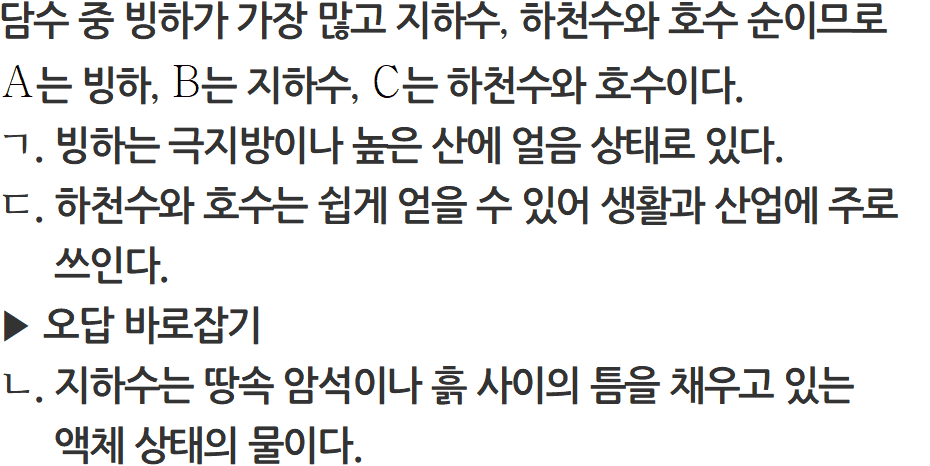 담수 중 빙하가 가장 많고 지하수, 하천수와 호수 순이므로
A는 빙하, B는 지하수, C는 하천수와 호수이다.
ㄱ. 빙하는 극지방이나 높은 산에 얼음 상태로 있다.
ㄷ. 하천수와 호수는 쉽게 얻을 수 있어 생활과 산업에 주로
쓰인다.
▶ 오답 바로잡기
ㄴ. 지하수는 땅속 암석이나 흙 사이의 틈을 채우고 있는
액체 상태의 물이다.